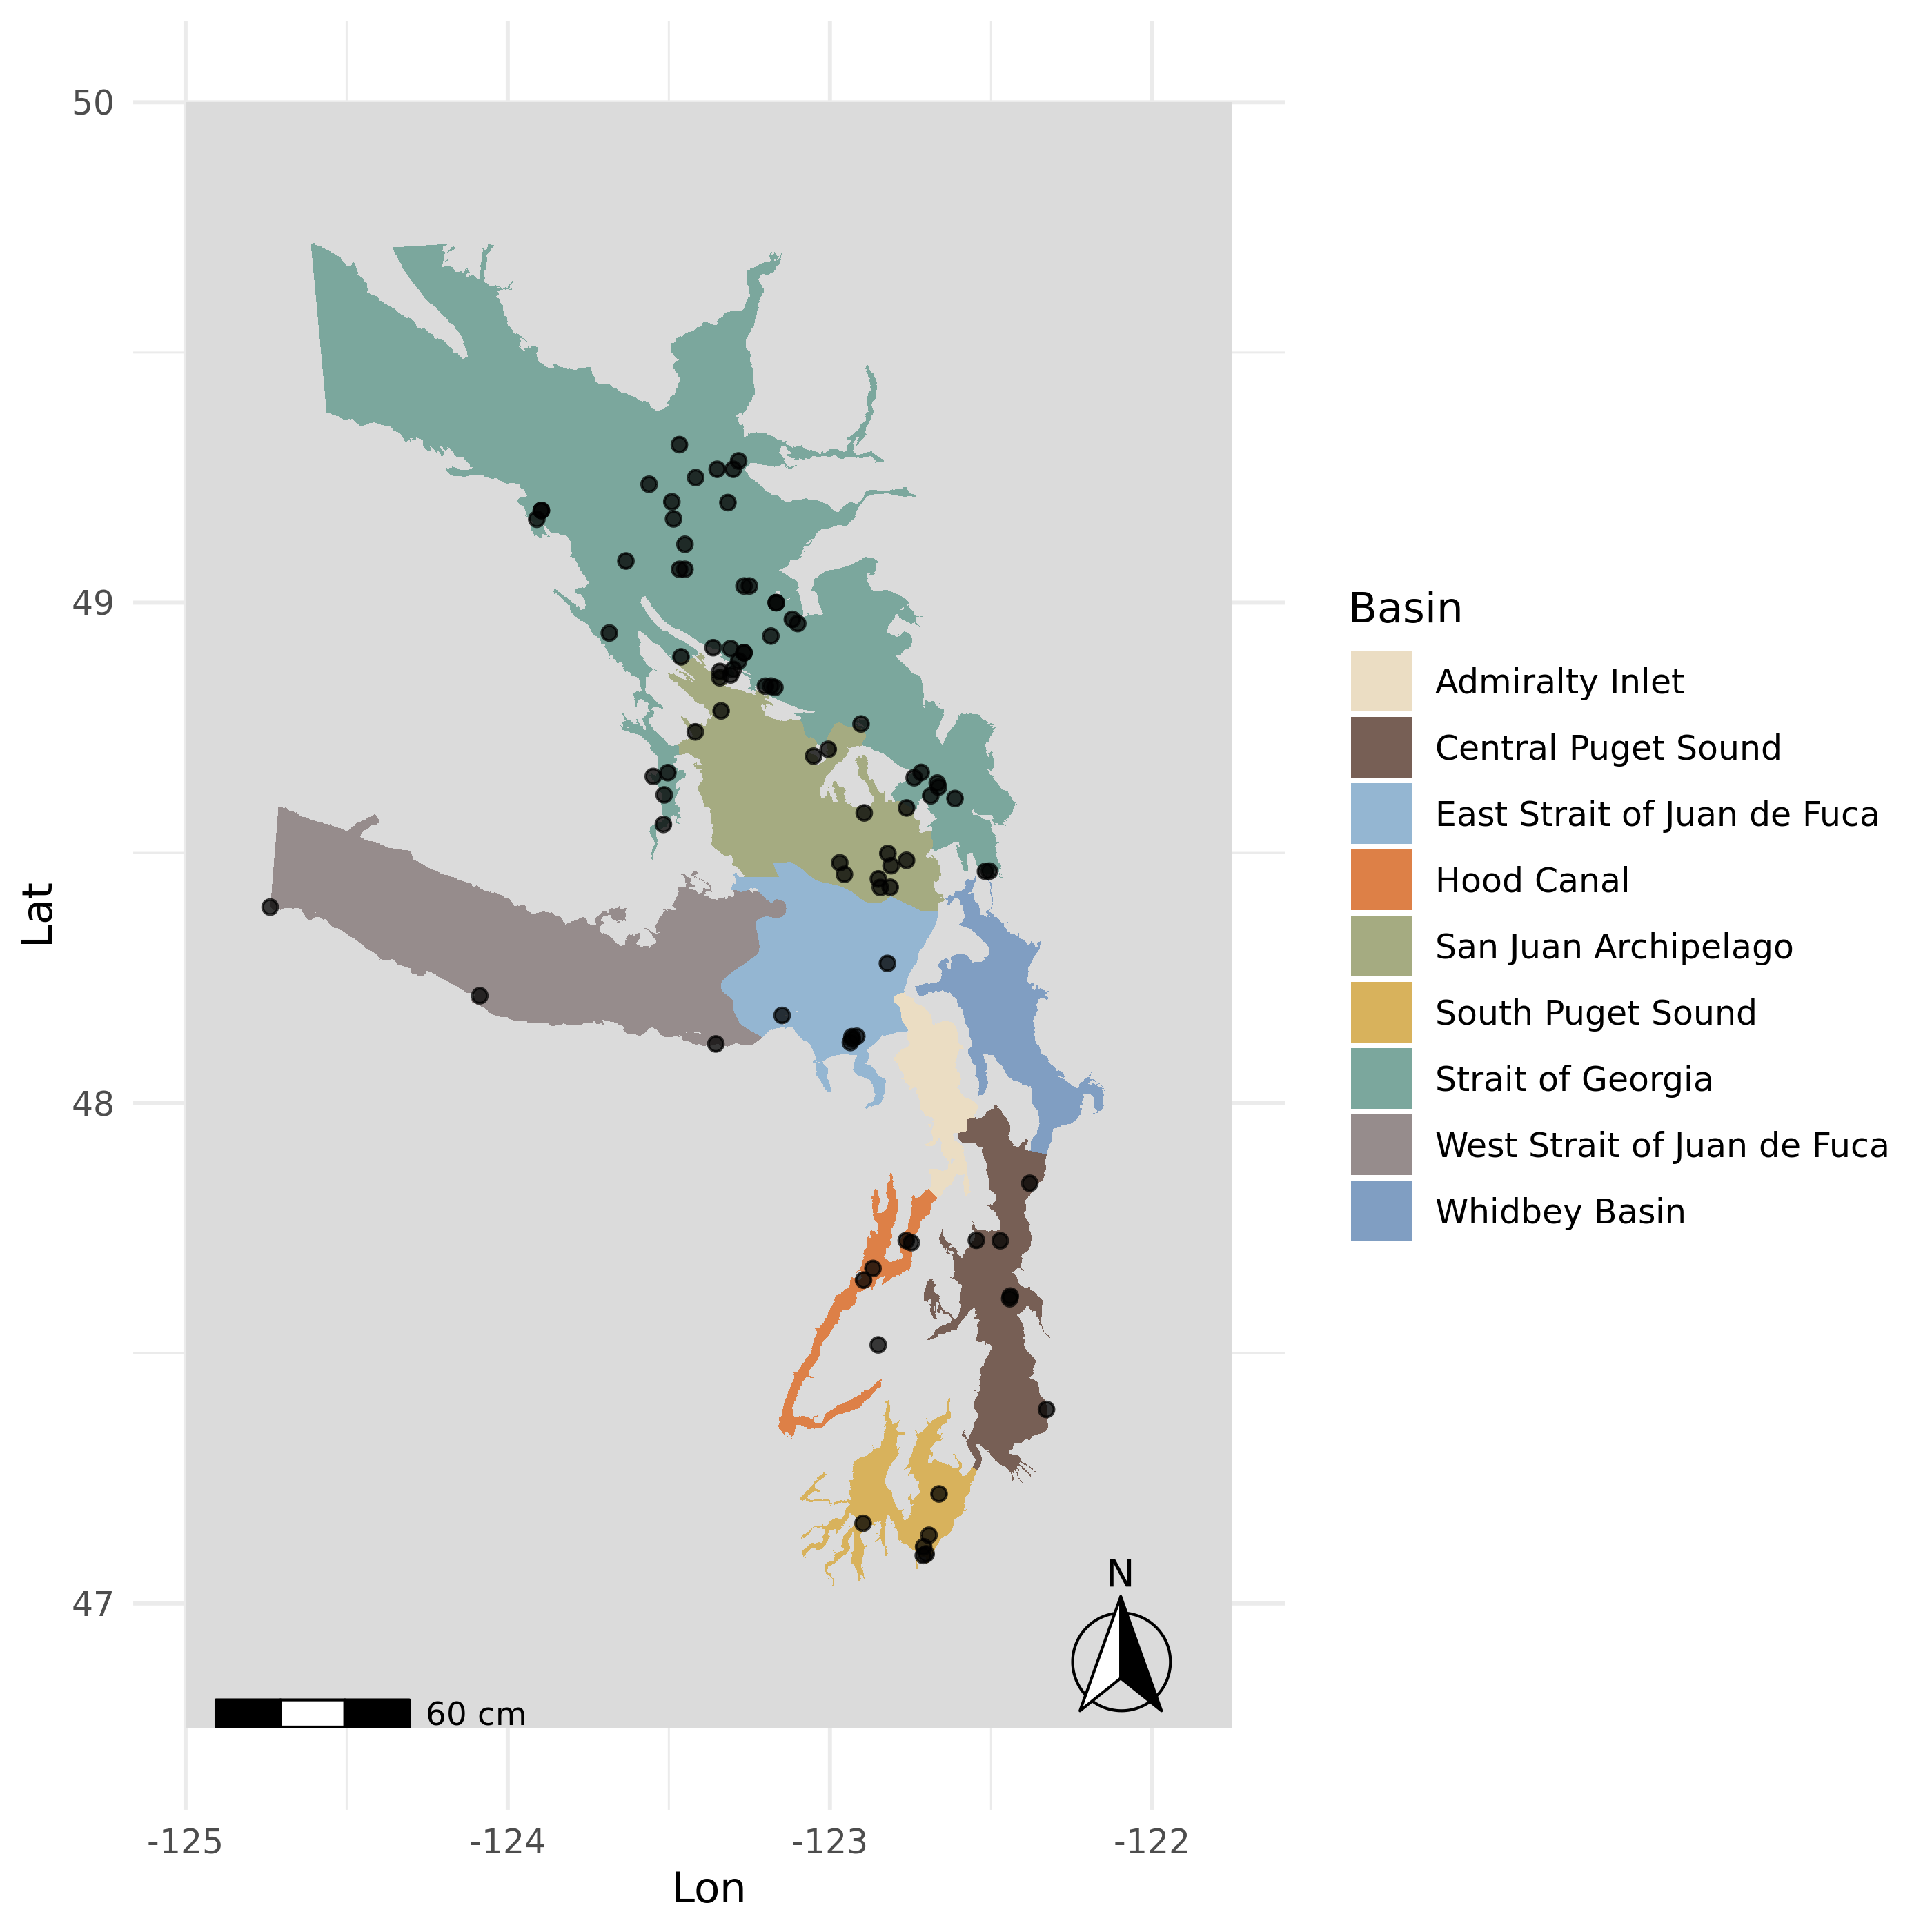 50
49
48
47
Lat
N
60 cm
-125
-124
-123
-122
Lon
Basin
Admiralty Inlet
Central Puget Sound
East Strait of Juan de Fuca
Hood Canal
San Juan Archipelago
South Puget Sound
Strait of Georgia
West Strait of Juan de Fuca
Whidbey Basin